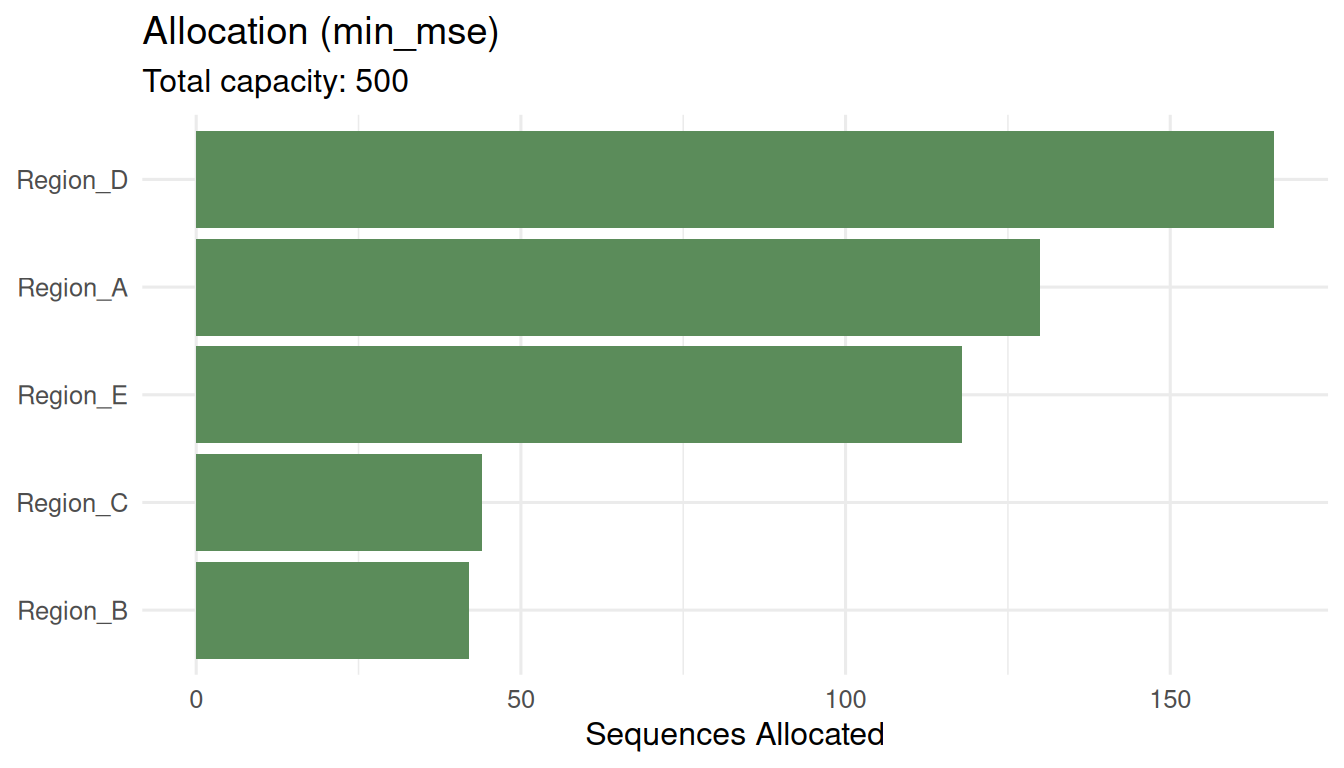 Allocation (min_mse)
Total capacity: 500
Region_D
Region_A
Region_E
Region_C
Region_B
0 50 100 150
Sequences Allocated